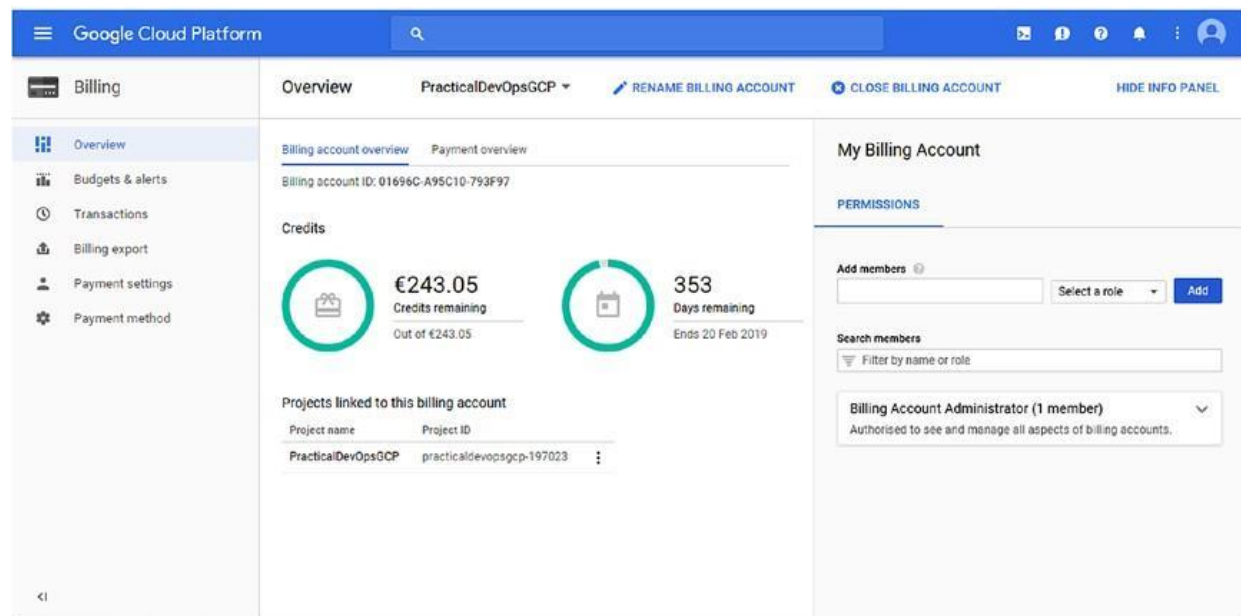 Google Cloud Platform
Billing
Overview
Budgets & alerts
Transactions
Billing export
Payment settings
Payment method
Overview PracticalDevOpsGCP RENAME BILLING ACCOUNT CLOSE BILLING ACCOUNT HIDE INFO PANEL
Billing account overview Payment overview
Billing account ID: 01696C-A95C10-793F97
Credits
€243.05
Credits remaining
Out of €243.05
353
Days remaining
Ends 20 Feb 2019
Projects linked to this billing account
Project name Project ID
PracticalDevOpsGCP practicaldevopsgcp-197023
My Billing Account
PERMISSIONS
Add members
Select a role Add
Search members
Filter by name or role
Billing Account Administrator (1 member)
Authorised to see and manage all aspects of billing accounts.